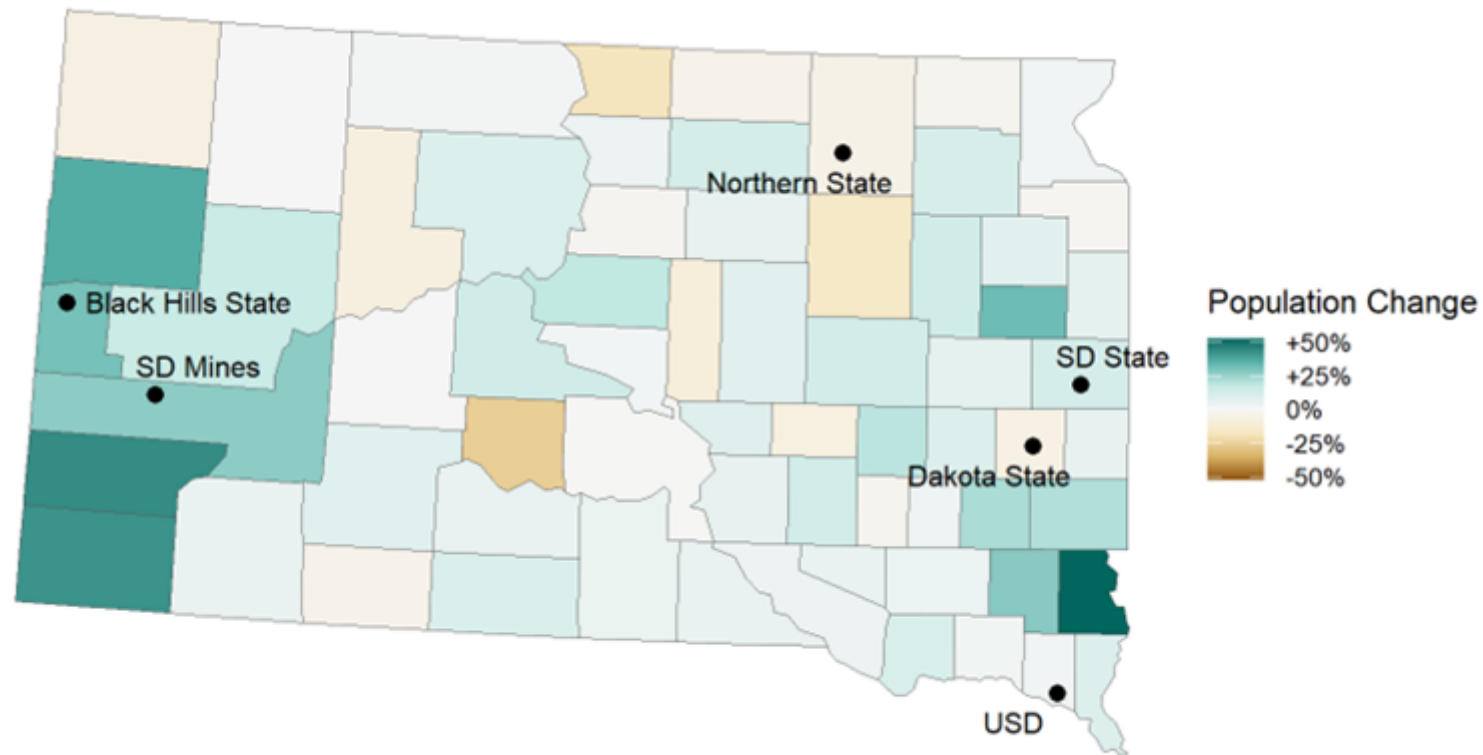 Northern State
Black Hills State
SD Mines
SD State
Dakota State
USD
Population Change
+50%
+25%
0%
-25%
-50%